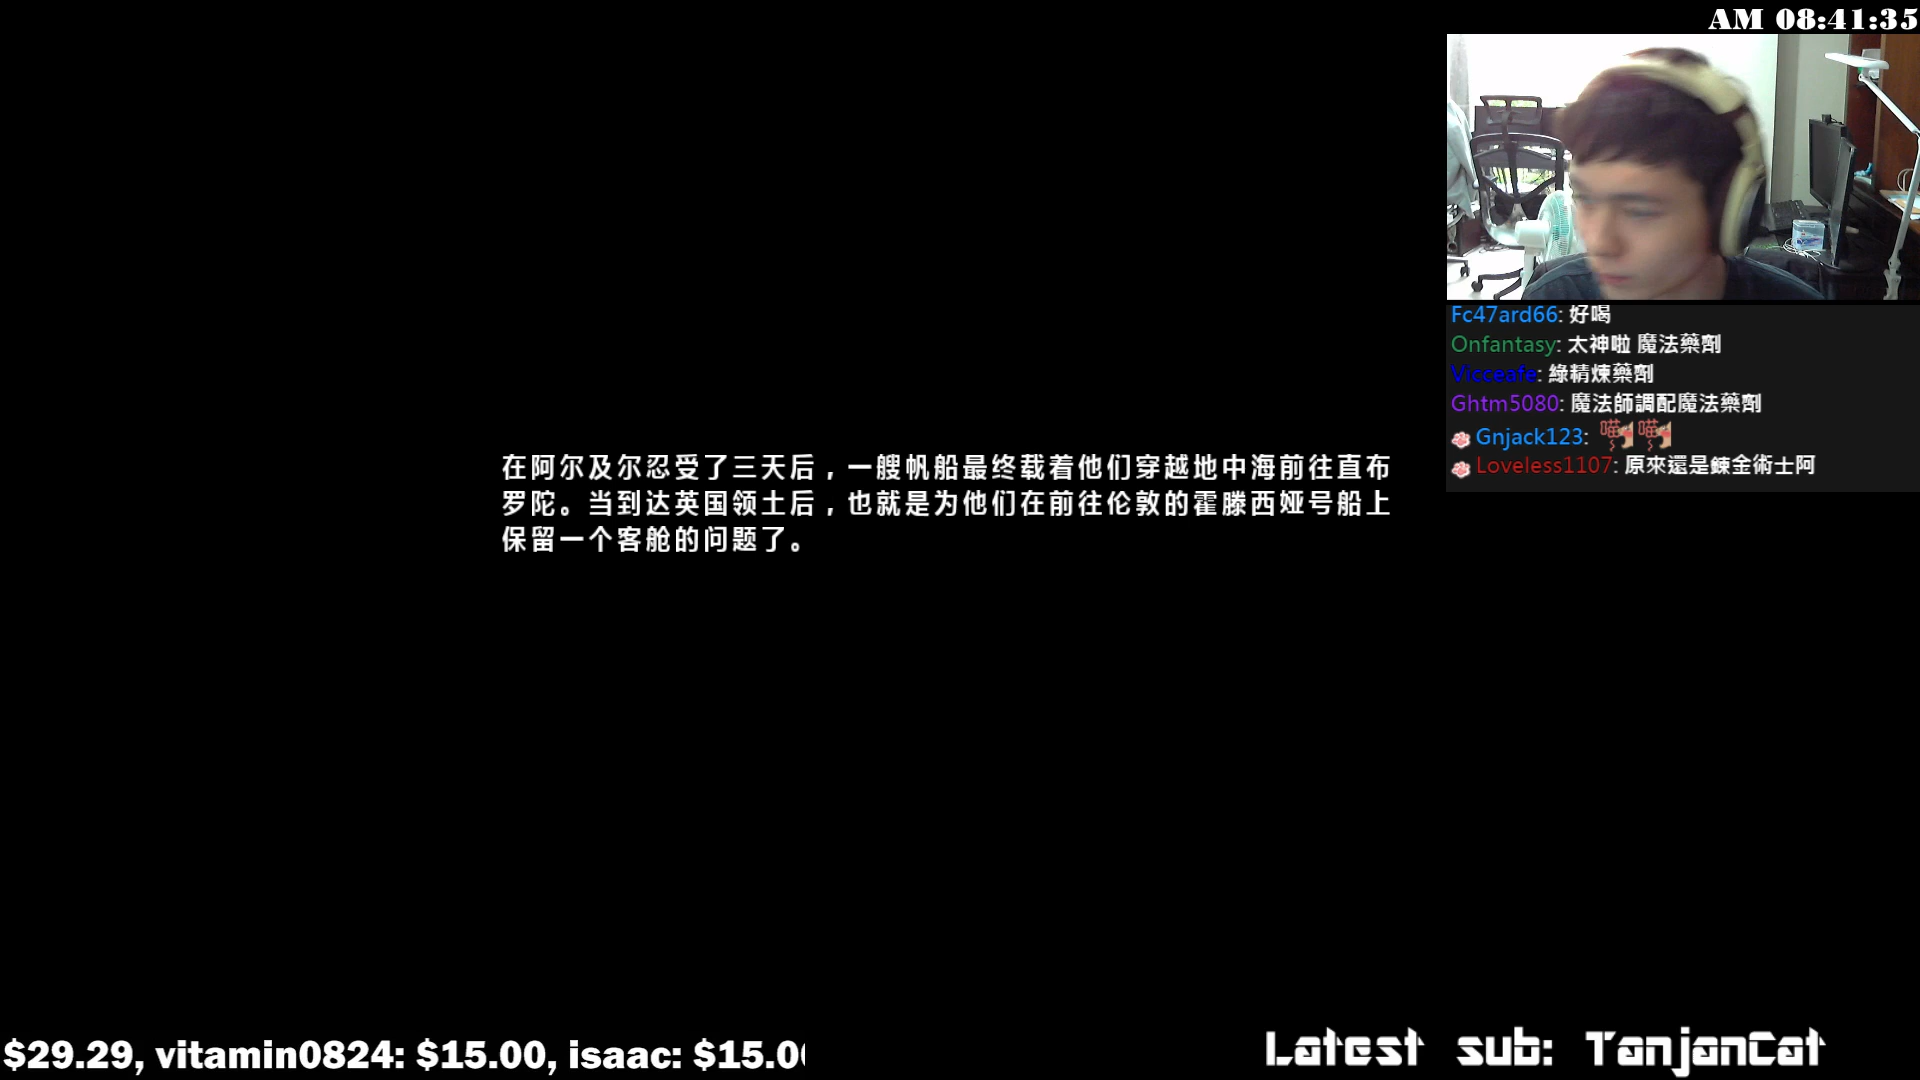 AM 08:41:35
Fc47ard66: 好喝
Onfantasy: 太神啦 魔法藥劑
Vicceafe: 綠精煉藥劑
Ghtm5080: 魔法師調配魔法藥劑
Gnjack123: 喵 喵
Loveless1107: 原來還是鍊金術士阿
在阿尔及尔忍受了三天后，一艘帆船最终载着他们穿越地中海前往直布
罗陀。当到达英国领土后，也就是为他们在前往伦敦的霍滕西娅号船上
保留一个客舱的问题了。
$29.29, vitamin0824: $15.00, isaac: $15.0
Latest sub: TanjanCat